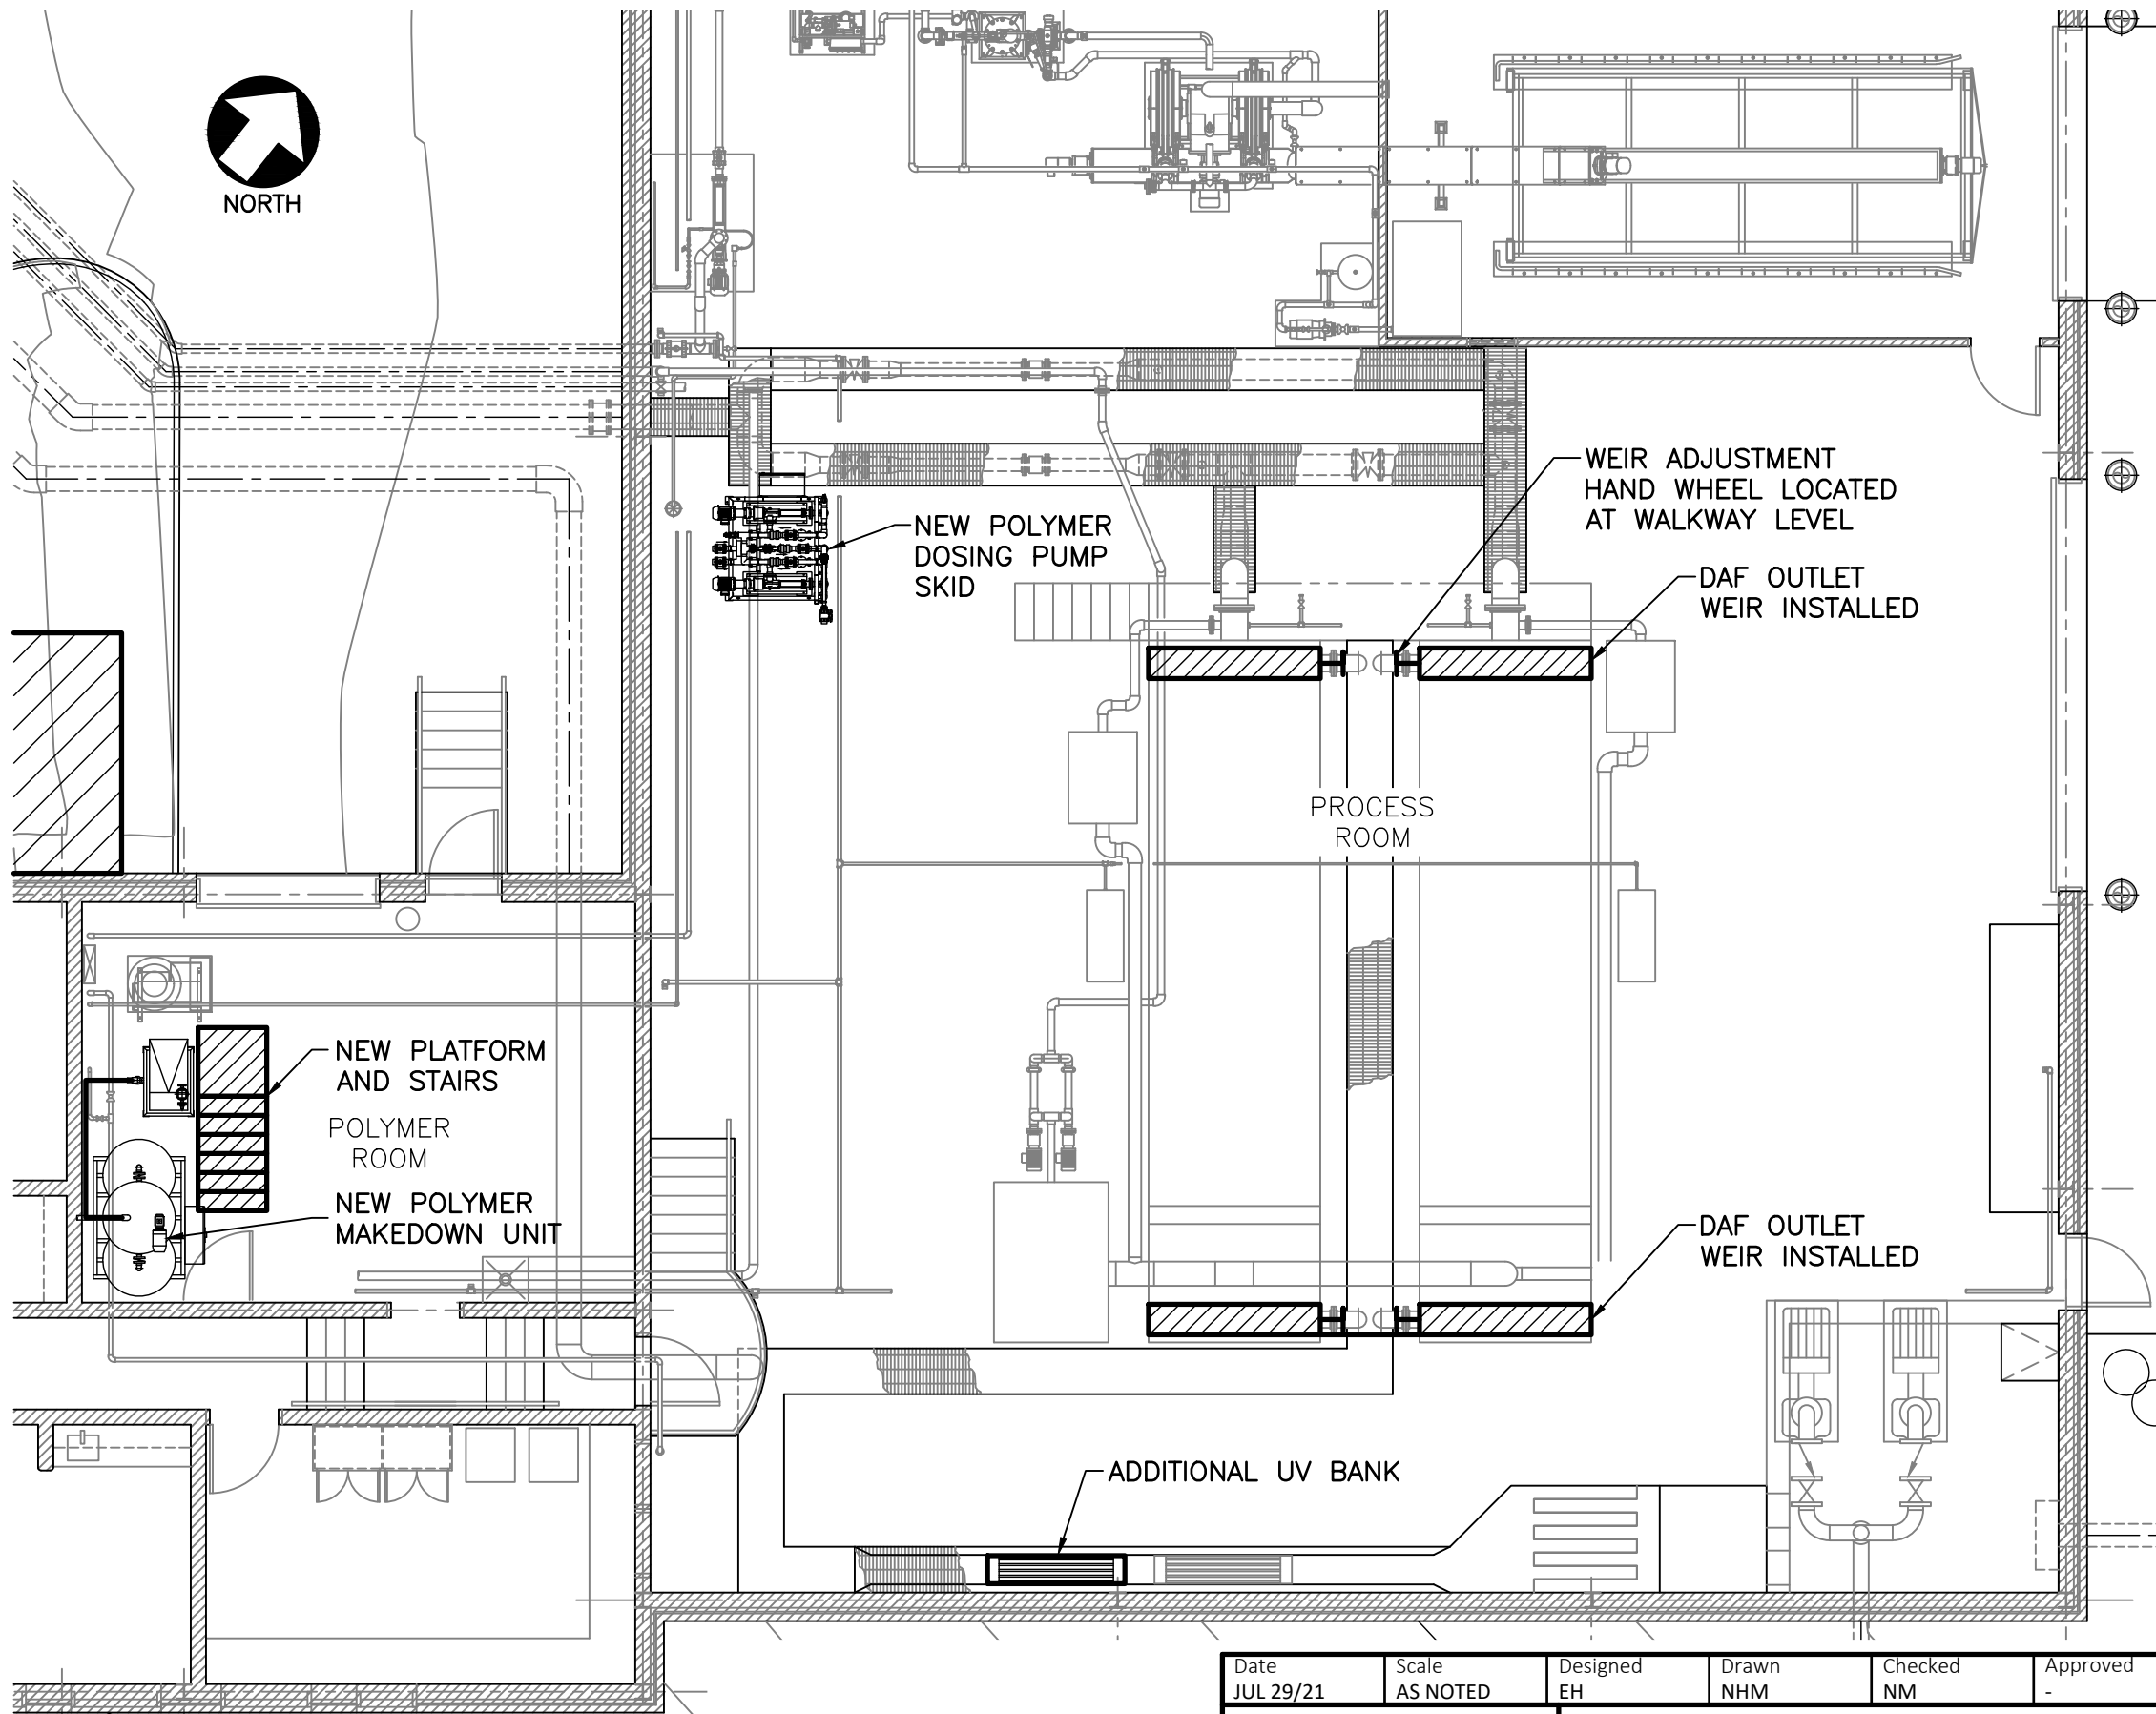 NORTH
WEIR ADJUSTMENT
HAND WHEEL LOCATED
AT WALKWAY LEVEL
NEW POLYMER
DOSING PUMP
SKID
DAF OUTLET
WEIR INSTALLED
PROCESS
ROOM
NEW PLATFORM
AND STAIRS
POLYMER
ROOM
NEW POLYMER
MAKEDOWN UNIT
DAF OUTLET
WEIR INSTALLED
ADDITIONAL UV BANK
Date Scale Designed Drawn Checked Approved
JUL 29/21 AS NOTED EH NHM NM -